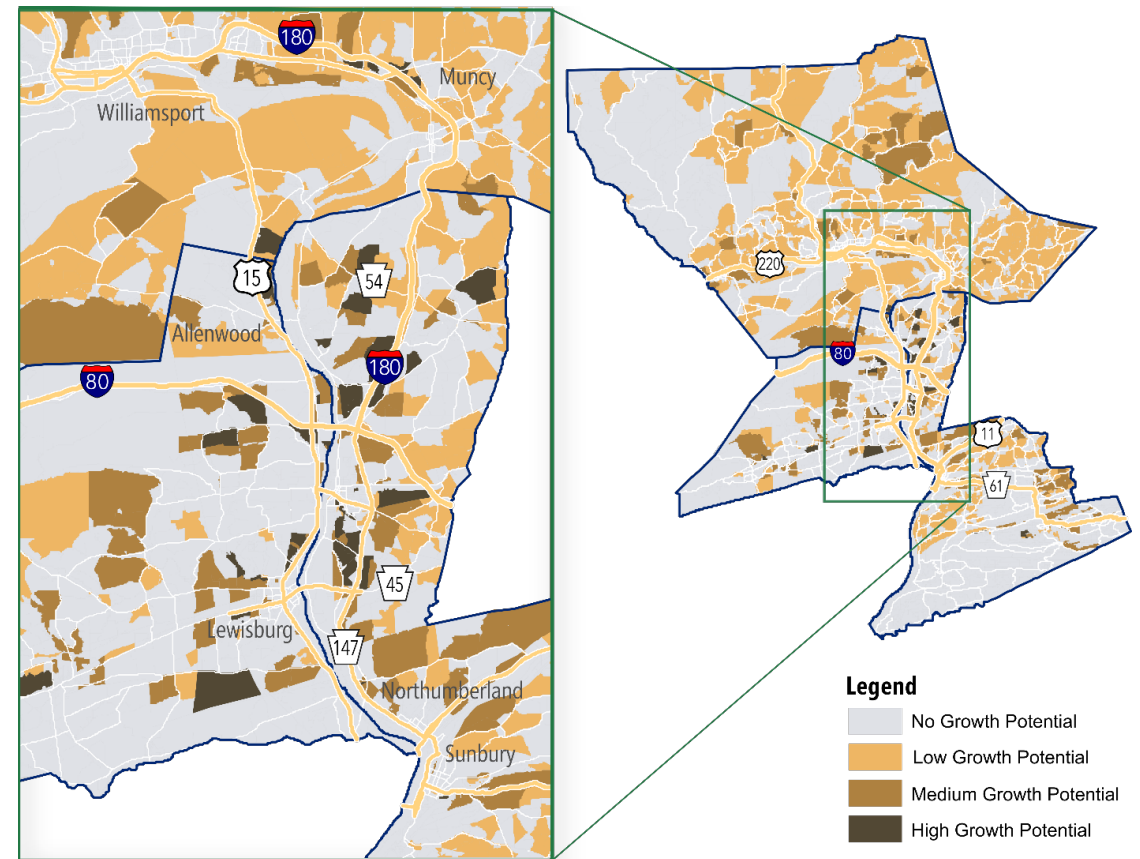 180
Muncy
Williamsport
15
54
Allenwood
180
80
45
Lewisburg
147
Northumberland
Sunbury
220
80
11
61
Legend
No Growth Potential
Low Growth Potential
Medium Growth Potential
High Growth Potential